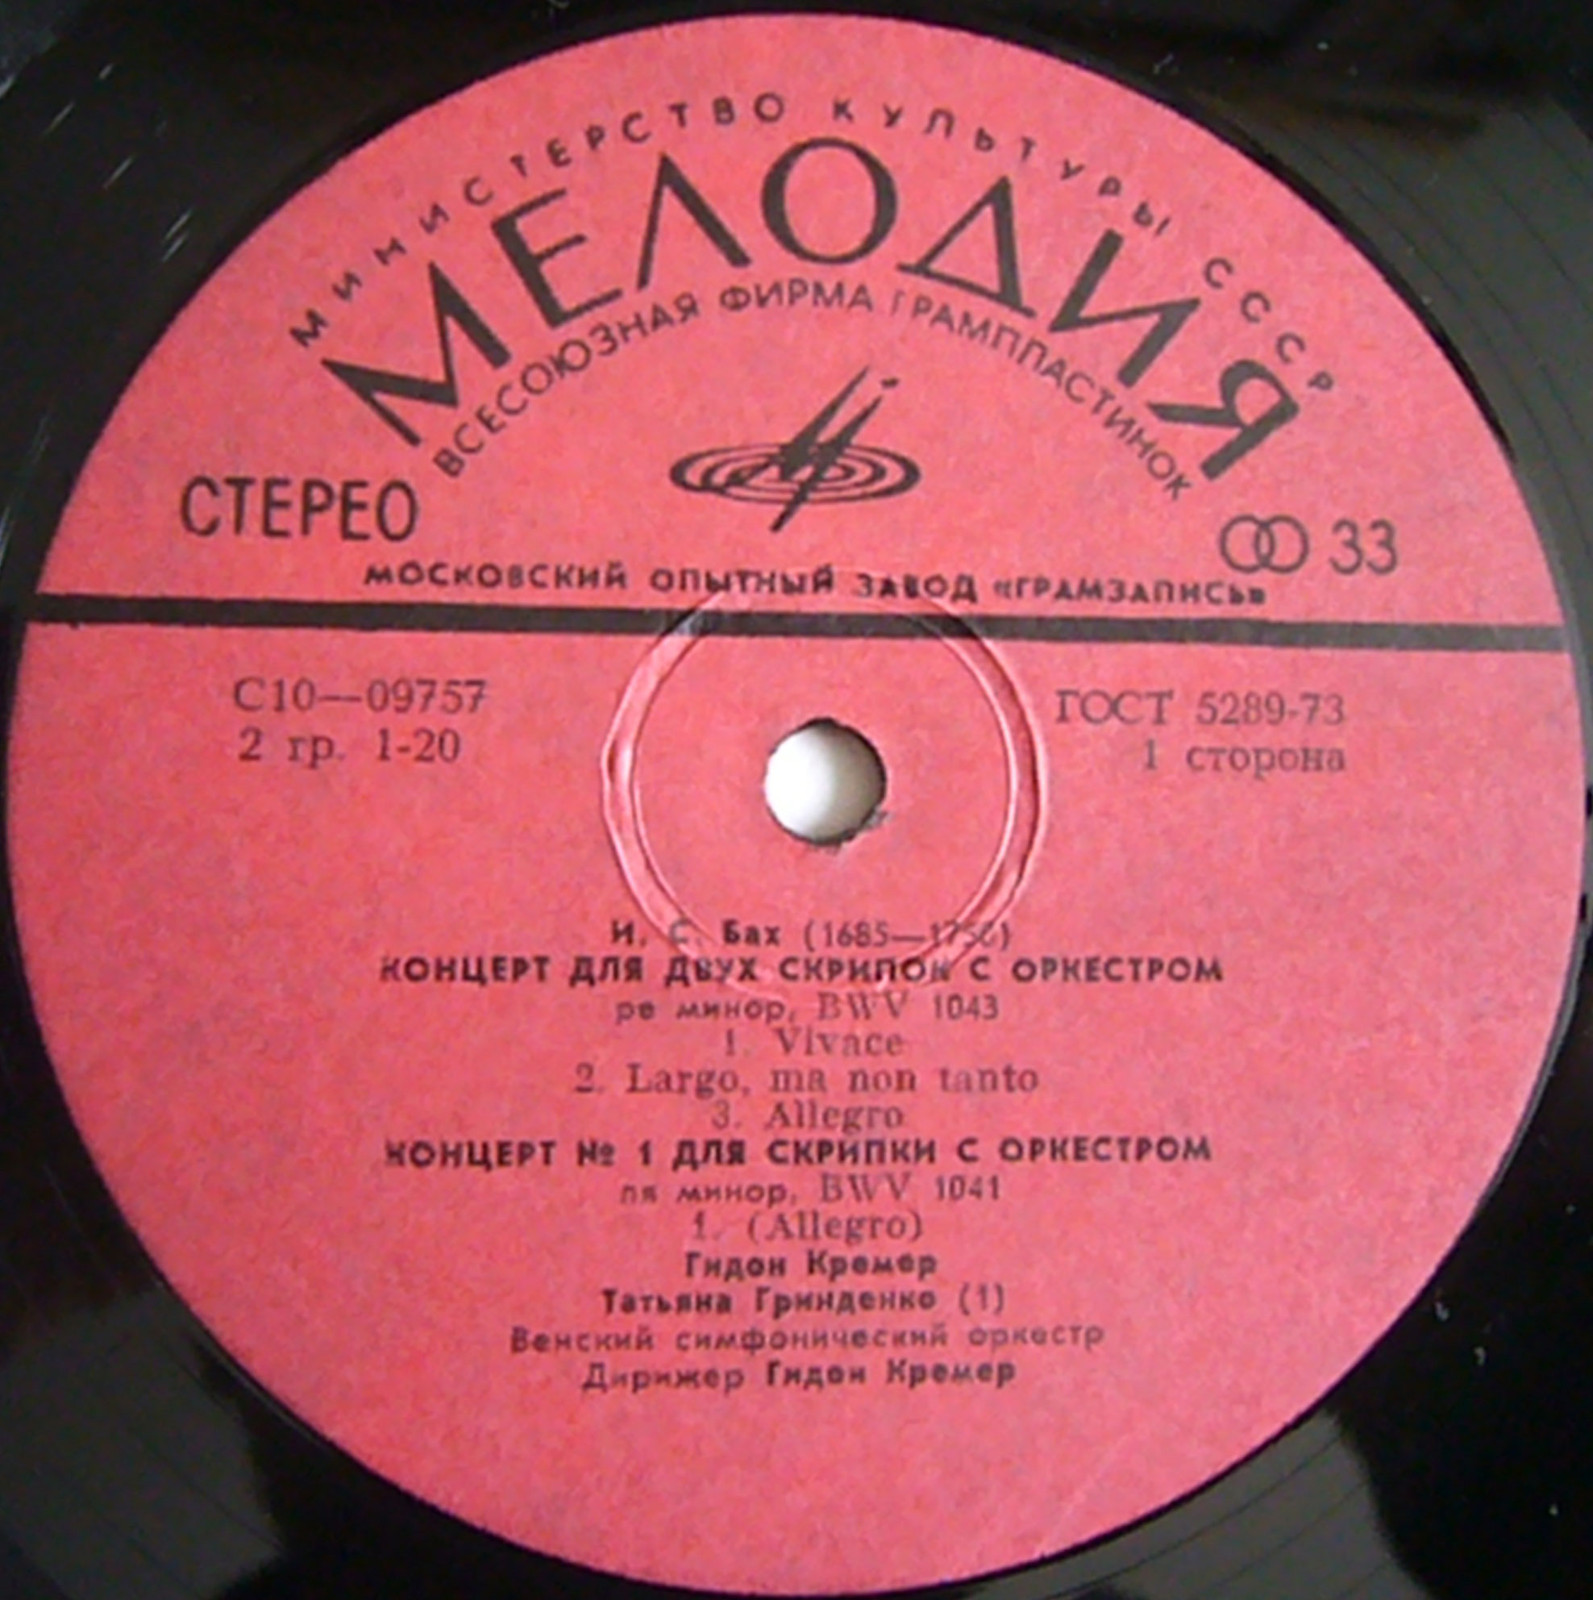 МИНИСТЕРСТВО КУЛЬТУРЫ СССР
МЕЛОДИЯ
ВСЕСОЮЗНАЯ ФИРМА ГРАМПЛАСТИНОК
СТЕРЕО
33
МОСКОВСКИЙ ОПЫТНЫЙ ЗАВОД «ГРАМЗАПИСЬ»
С10—09757
ГОСТ 5289-73
2 гр. 1-20
1 сторона
И. С. Бах (1685—1750)
КОНЦЕРТ ДЛЯ ДВУХ СКРИПОК С ОРКЕСТРОМ
ре минор, BWV 1043
1. Vivace
2. Largo, ma non tanto
3. Allegro
КОНЦЕРТ № 1 ДЛЯ СКРИПКИ С ОРКЕСТРОМ
ля минор, BWV 1041
1. (Allegro)
Гидон Кремер
Татьяна Гринденко (1)
Венский симфонический оркестр
Дирижер Гидон Кремер